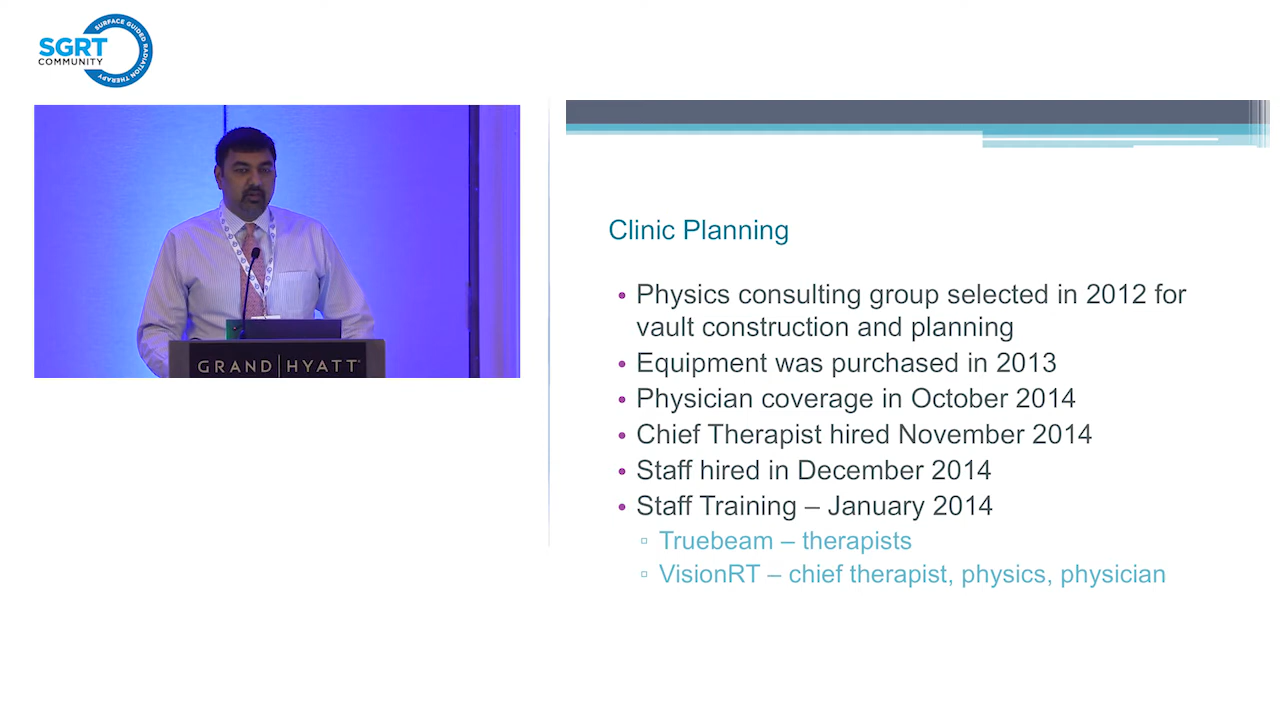 SGRT
COMMUNITY
SURFACE GUIDED RADIATION THERAPY
GRAND HYATT
Clinic Planning
• Physics consulting group selected in 2012 for
vault construction and planning
• Equipment was purchased in 2013
• Physician coverage in October 2014
• Chief Therapist hired November 2014
• Staff hired in December 2014
• Staff Training – January 2014
▫ Truebeam – therapists
▫ VisionRT – chief therapist, physics, physician